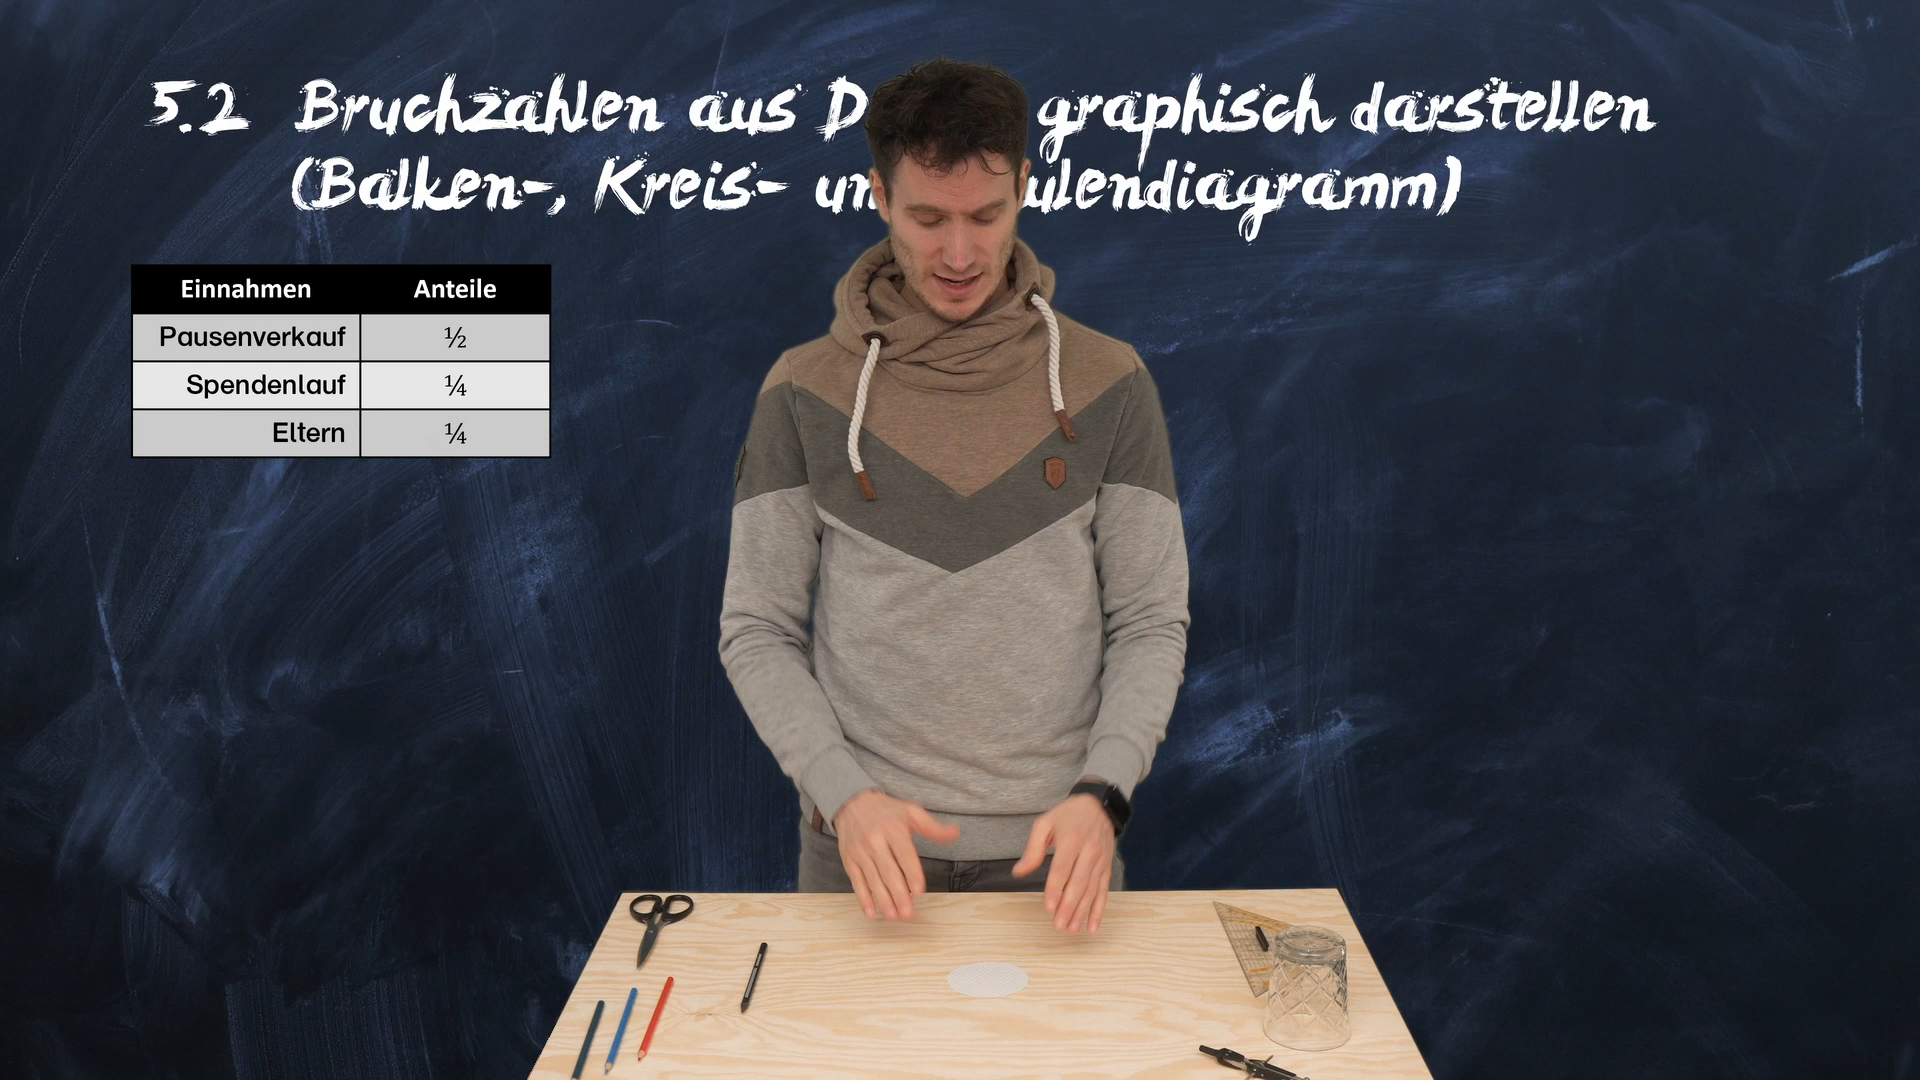 5.2 Bruchzahlen aus D graphisch darstellen
(Balken-, Kreis- un ulendiagramm)
Einnahmen Anteile
Pausenverkauf ½
Spendenlauf ¼
Eltern ¼